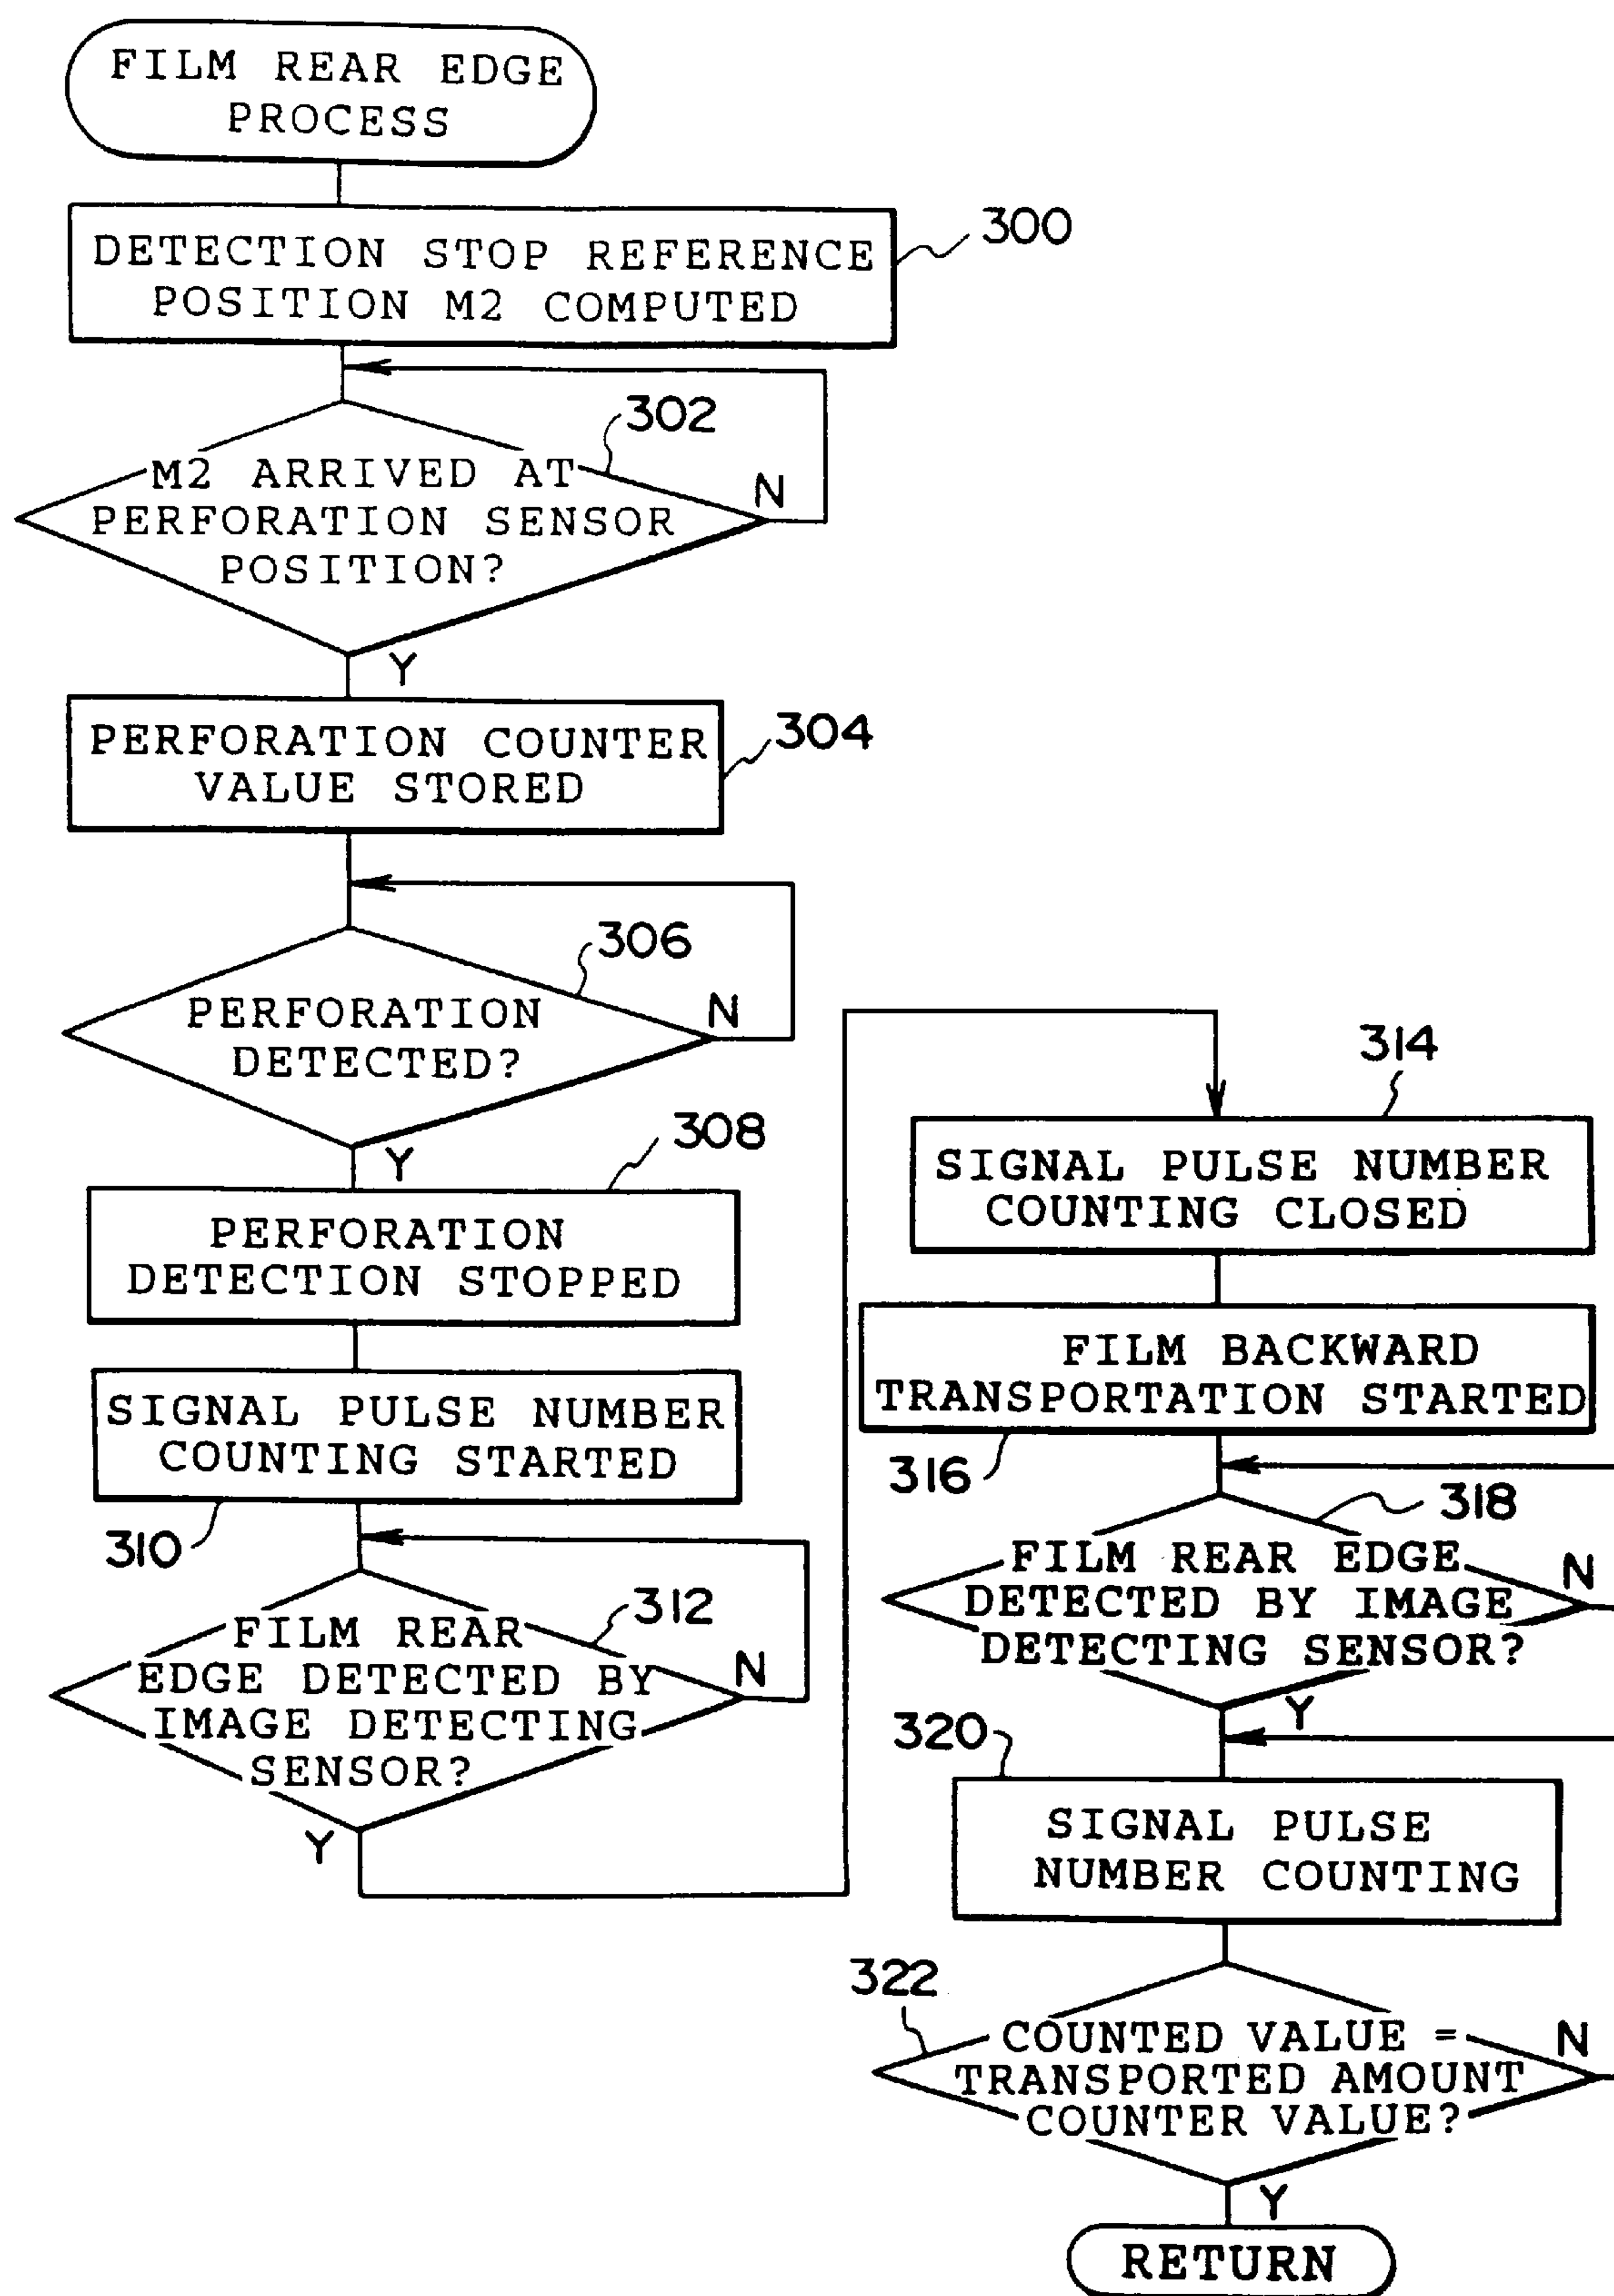 FILM REAR EDGE
PROCESS
300
DETECTION STOP REFERENCE
POSITION M2 COMPUTED
302
M2 ARRIVED AT
PERFORATION SENSOR
POSITION?
N
Y
304
PERFORATION COUNTER
VALUE STORED
306
PERFORATION
DETECTED?
N
Y
308
PERFORATION
DETECTION STOPPED
SIGNAL PULSE NUMBER
COUNTING STARTED
310
312
FILM REAR
EDGE DETECTED BY
IMAGE DETECTING
SENSOR?
N
Y
314
SIGNAL PULSE NUMBER
COUNTING CLOSED
FILM BACKWARD
TRANSPORTATION STARTED
316
318
FILM REAR EDGE
DETECTED BY IMAGE
DETECTING SENSOR?
N
Y
320
SIGNAL PULSE
NUMBER COUNTING
322
COUNTED VALUE =
TRANSPORTED AMOUNT
COUNTER VALUE?
N
Y
RETURN